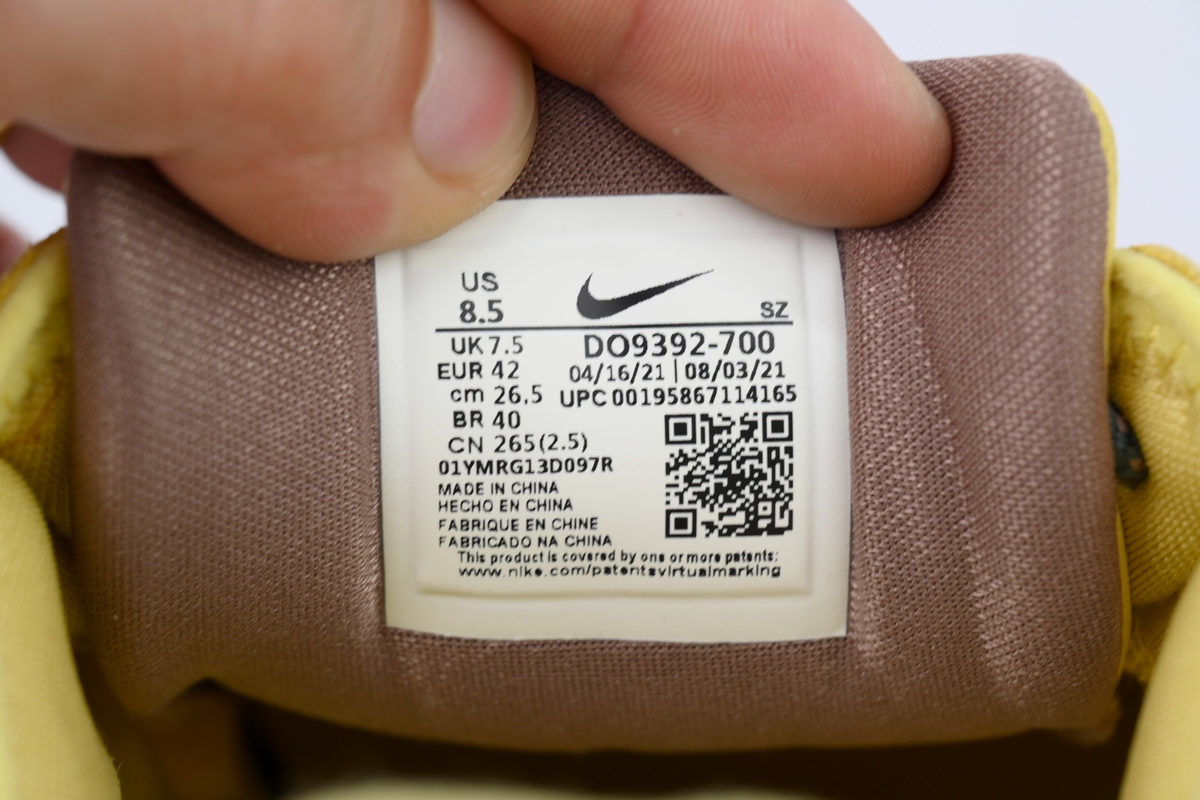 US
8.5
SZ
UK 7.5
DO9392-700
EUR 42
04/16/21 | 08/03/21
cm 26.5
UPC 00195867114165
BR 40
CN 265(2.5)
01YMRG13D097R
MADE IN CHINA
HECHO EN CHINA
FABRIQUE EN CHINE
FABRICADO NA CHINA
This product is covered by one or more patents:
www.nike.com/patentsvirtualmarking